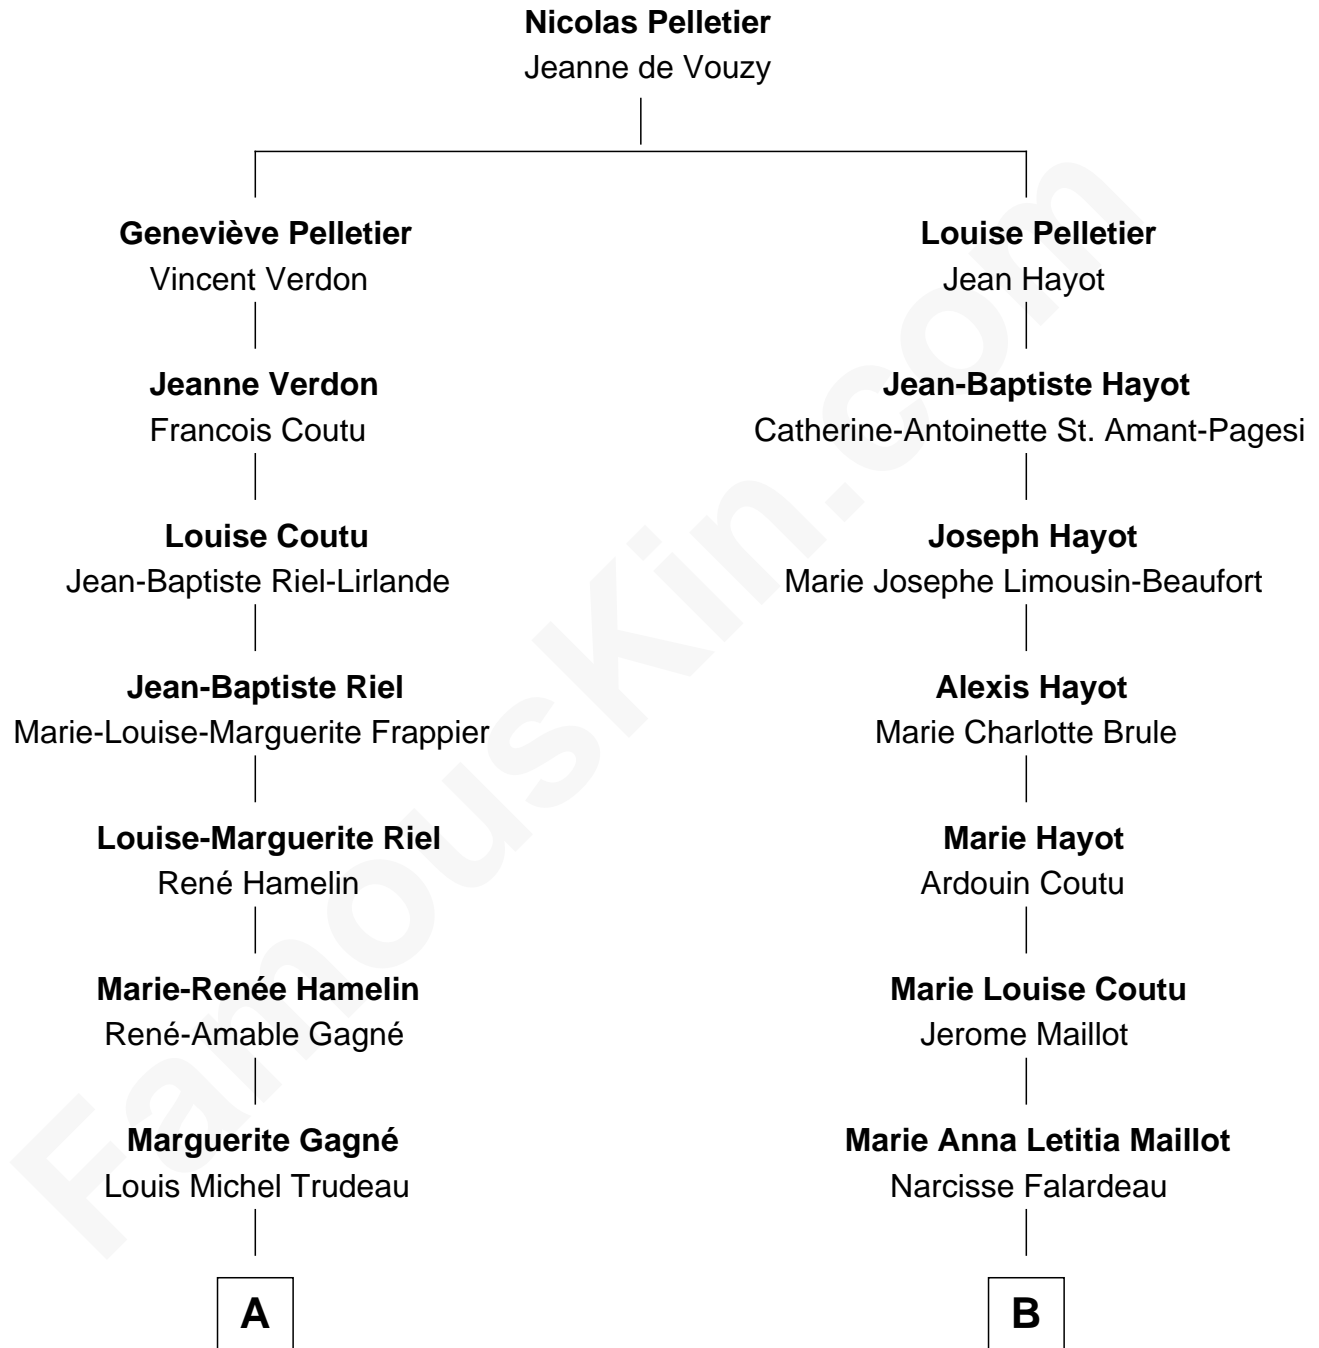 Nicolas Pelletier
Jeanne de Vouzy
Geneviève Pelletier
Vincent Verdon
Louise Pelletier
Jean Hayot
Jeanne Verdon
Francois Coutu
Jean-Baptiste Hayot
Catherine-Antoinette St. Amant-Pagesi
Louise Coutu
Jean-Baptiste Riel-Lirlande
Joseph Hayot
Marie Josephe Limousin-Beaufort
Jean-Baptiste Riel
Marie-Louise-Marguerite Frappier
Alexis Hayot
Marie Charlotte Brule
Louise-Marguerite Riel
René Hamelin
Marie Hayot
Ardouin Coutu
Marie-Renée Hamelin
René-Amable Gagné
Marie Louise Coutu
Jerome Maillot
Marguerite Gagné
Louis Michel Trudeau
Marie Anna Letitia Maillot
Narcisse Falardeau
A
B
FamousKin.com